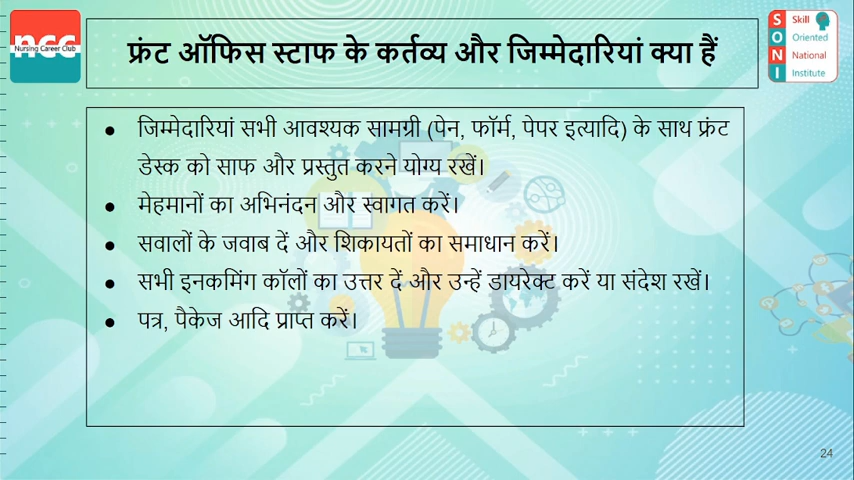 ncc
Nursing Career Club
फ्रंट ऑफिस स्टाफ के कर्तव्य और जिम्मेदारियां क्या हैं
S Skill
O Oriented
N National
I Institute
● जिम्मेदारियां सभी आवश्यक सामग्री (पेन, फॉर्म, पेपर इत्यादि) के साथ फ्रंट
डेस्क को साफ और प्रस्तुत करने योग्य रखें।
● मेहमानों का अभिनंदन और स्वागत करें।
● सवालों के जवाब दें और शिकायतों का समाधान करें।
● सभी इनकमिंग कॉलों का उत्तर दें और उन्हें डायरेक्ट करें या संदेश रखें।
● पत्र, पैकेज आदि प्राप्त करें।
24